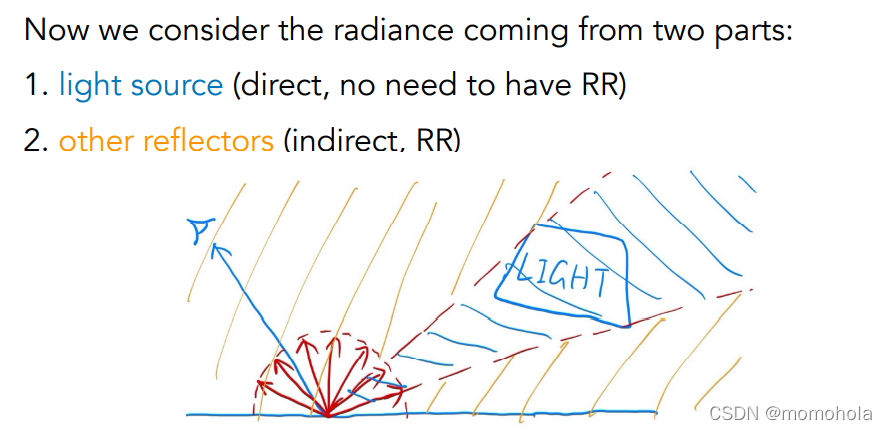 Now we consider the radiance coming from two parts:
1. light source (direct, no need to have RR)
2. other reflectors (indirect, RR)
LIGHT
CSDN @momohola